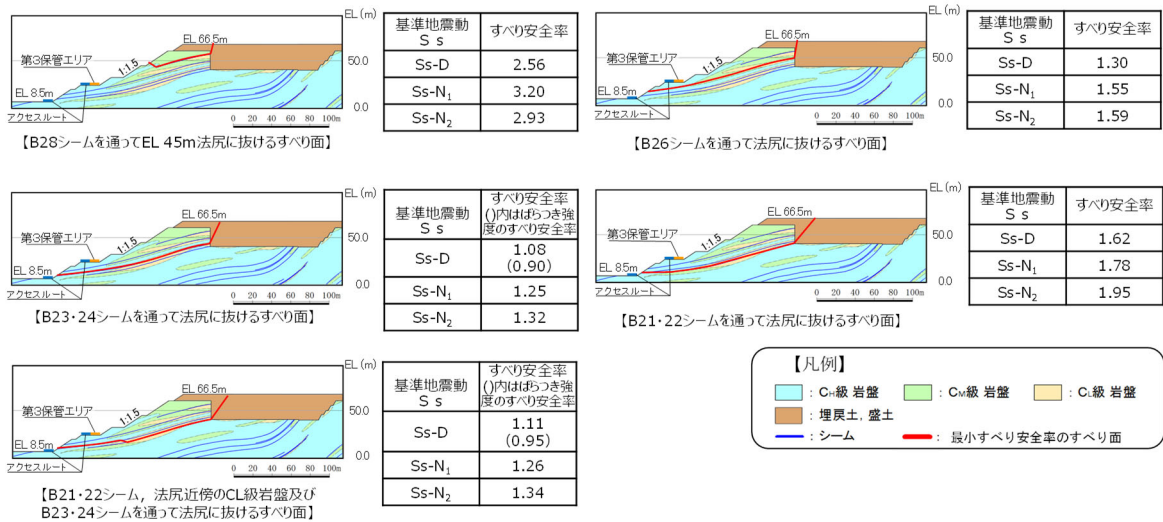 EL (m)
EL 66.5m
第3保管エリア
1:1.5
50.0
EL 8.5m
0.0
アクセスルート
0 20 40 60 80 100m
【B28シームを通ってEL 45m法尻に抜けるすべり面】
基準地震動
Ｓｓ
すべり安全率
Ss-D
2.56
Ss-N₁
3.20
Ss-N₂
2.93
EL (m)
EL 66.5m
第3保管エリア
1:1.5
50.0
EL 8.5m
0.0
アクセスルート
0 20 40 60 80 100m
【B26シームを通って法尻に抜けるすべり面】
基準地震動
Ｓｓ
すべり安全率
Ss-D
1.30
Ss-N₁
1.55
Ss-N₂
1.59
EL (m)
EL 66.5m
第3保管エリア
1:1.5
50.0
EL 8.5m
0.0
アクセスルート
0 20 40 60 80 100m
【B23・24シームを通って法尻に抜けるすべり面】
基準地震動
Ｓｓ
すべり安全率
()内はばらつき強
度のすべり安全率
Ss-D
1.08
(0.90)
Ss-N₁
1.25
Ss-N₂
1.32
EL (m)
EL 66.5m
第3保管エリア
1:1.5
50.0
EL 8.5m
0.0
アクセスルート
0 20 40 60 80 100m
【B21・22シームを通って法尻に抜けるすべり面】
基準地震動
Ｓｓ
すべり安全率
Ss-D
1.62
Ss-N₁
1.78
Ss-N₂
1.95
EL (m)
EL 66.5m
第3保管エリア
1:1.5
50.0
EL 8.5m
0.0
アクセスルート
0 20 40 60 80 100m
【B21・22シーム，法尻近傍のCL級岩盤及び
B23・24シームを通って法尻に抜けるすべり面】
基準地震動
Ｓｓ
すべり安全率
()内はばらつき強
度のすべり安全率
Ss-D
1.11
(0.95)
Ss-N₁
1.26
Ss-N₂
1.34
【凡例】
：CH級 岩盤 ：CM級 岩盤 ：CL級 岩盤
：埋戻土，盛土
：シーム ：最小すべり安全率のすべり面